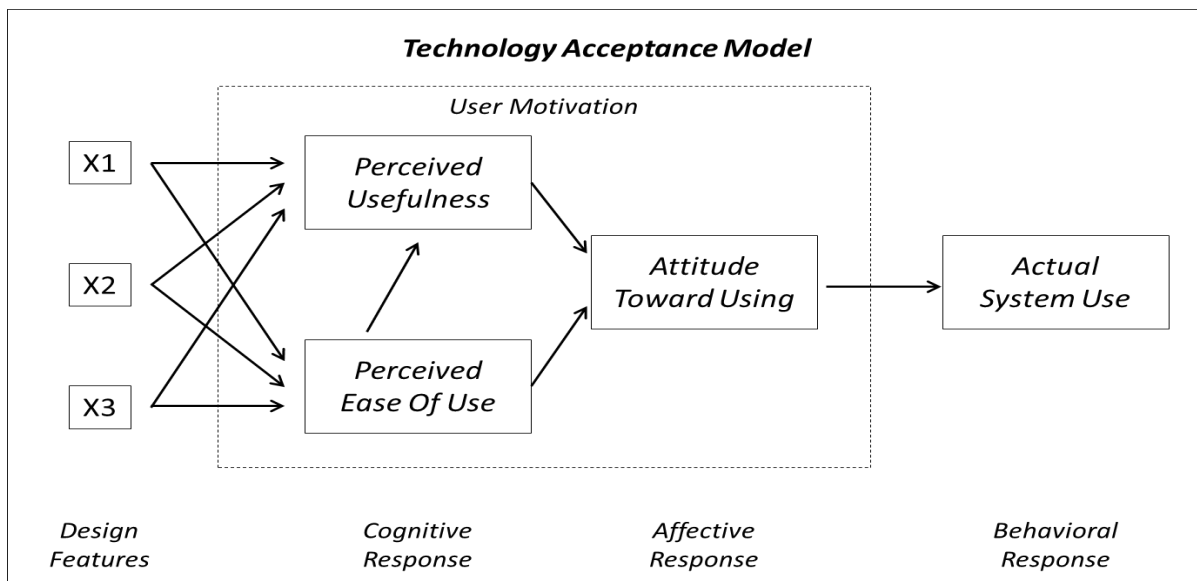 Technology Acceptance Model
User Motivation
X1
X2
X3
Perceived
Usefulness
Perceived
Ease Of Use
Attitude
Toward Using
Actual
System Use
Design
Features
Cognitive
Response
Affective
Response
Behavioral
Response